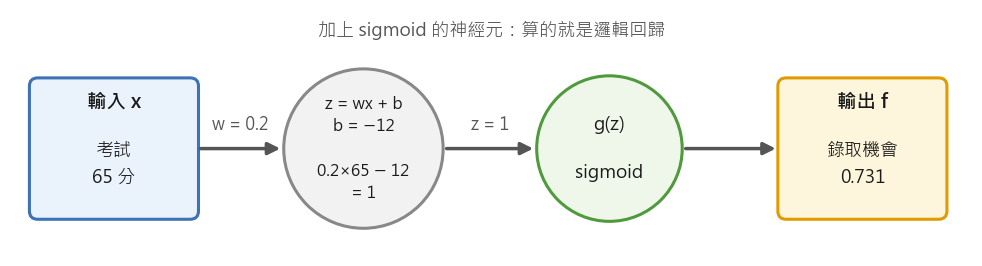 加上 sigmoid 的神經元：算的就是邏輯回歸
輸入 x
考試
65 分
w = 0.2
z = wx + b
b = −12
0.2×65 − 12
= 1
z = 1
g(z)
sigmoid
輸出 f
錄取機會
0.731